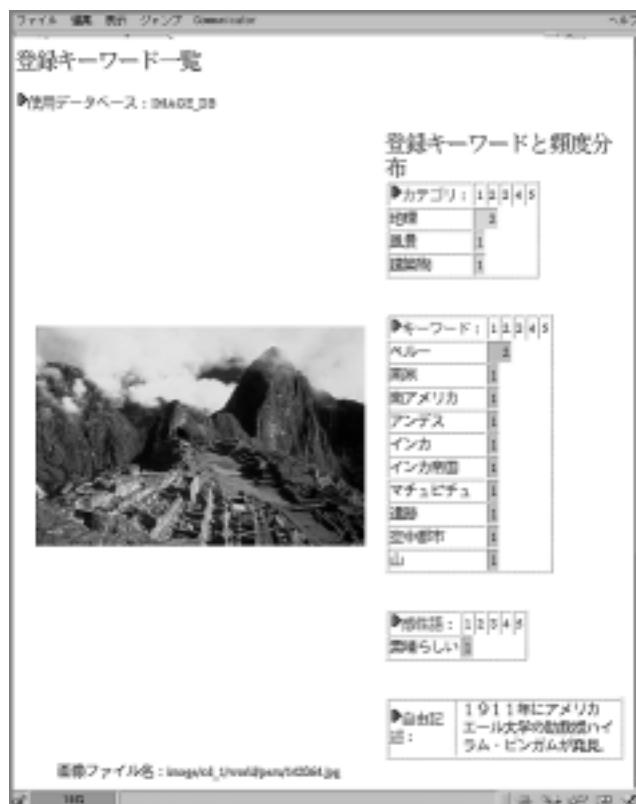 ファイル 編集 表示 ジャンプ Communicator ヘルプ
登録キーワード一覧
使用データベース：IMAGE_DB
登録キーワードと頻度分
布
カテゴリ： 1 2 3 4 5
地理 2
風景 1
建築物 1
キーワード： 1 2 3 4 5
ペルー 2
南米 1
南アメリカ 1
アンデス 1
インカ 1
インカ帝国 1
マチュピチュ 1
遺跡 1
空中都市 1
山 1
感性語： 1 2 3 4 5
素晴らしい 1
自由記
述：
１９１１年にアメリカ
エール大学の助教授ハイ
ラム・ビンガムが発見。
画像ファイル名：